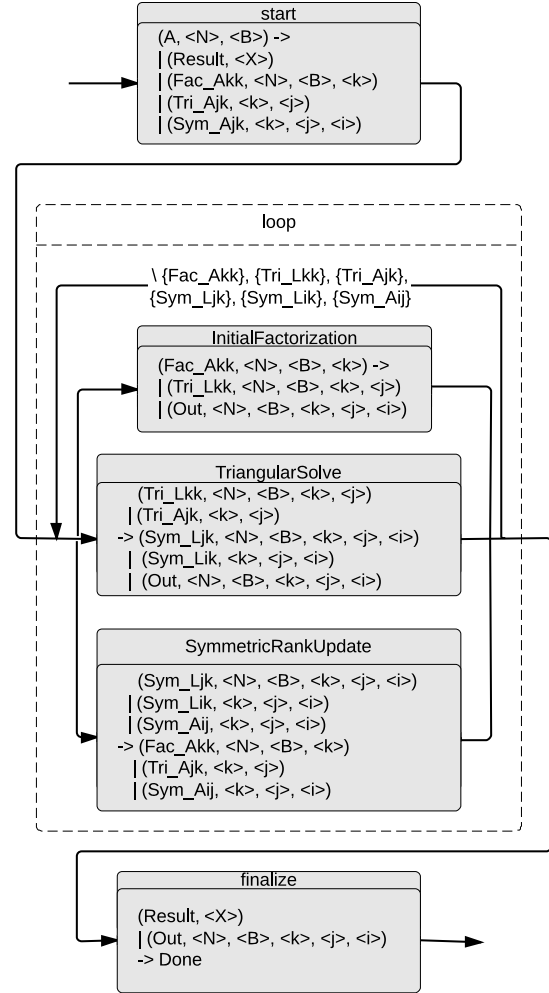 start
(A, <N>, <B>) ->
| (Result, <X>)
| (Fac_Akk, <N>, <B>, <k>)
| (Tri_Ajk, <k>, <j>)
| (Sym_Ajk, <k>, <j>, <i>)
loop
\ {Fac_Akk}, {Tri_Lkk}, {Tri_Ajk},
{Sym_Ljk}, {Sym_Lik}, {Sym_Aij}
InitialFactorization
(Fac_Akk, <N>, <B>, <k>) ->
| (Tri_Lkk, <N>, <B>, <k>, <j>)
| (Out, <N>, <B>, <k>, <j>, <i>)
TriangularSolve
(Tri_Lkk, <N>, <B>, <k>, <j>)
| (Tri_Ajk, <k>, <j>)
-> (Sym_Ljk, <N>, <B>, <k>, <j>, <i>)
| (Sym_Lik, <k>, <j>, <i>)
| (Out, <N>, <B>, <k>, <j>, <i>)
SymmetricRankUpdate
(Sym_Ljk, <N>, <B>, <k>, <j>, <i>)
| (Sym_Lik, <k>, <j>, <i>)
| (Sym_Aij, <k>, <j>, <i>)
-> (Fac_Akk, <N>, <B>, <k>)
| (Tri_Ajk, <k>, <j>)
| (Sym_Aij, <k>, <j>, <i>)
finalize
(Result, <X>)
| (Out, <N>, <B>, <k>, <j>, <i>)
-> Done